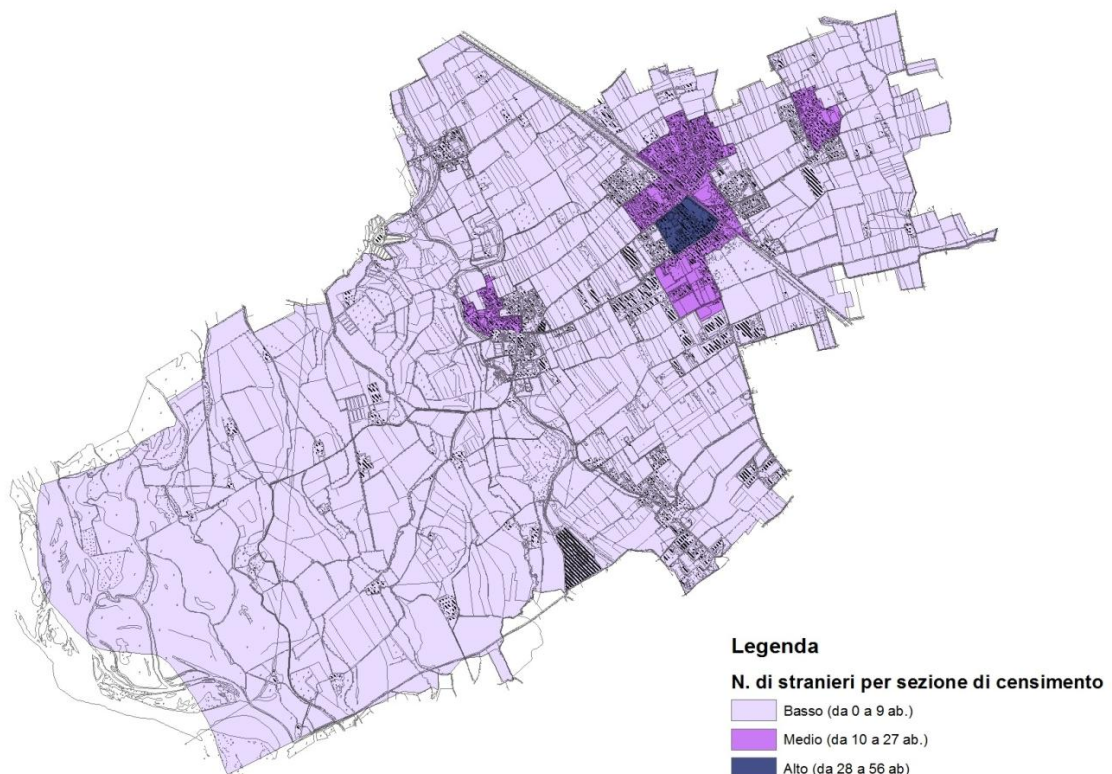 Legenda
N. di stranieri per sezione di censimento
Basso (da 0 a 9 ab.)
Medio (da 10 a 27 ab.)
Alto (da 28 a 56 ab)